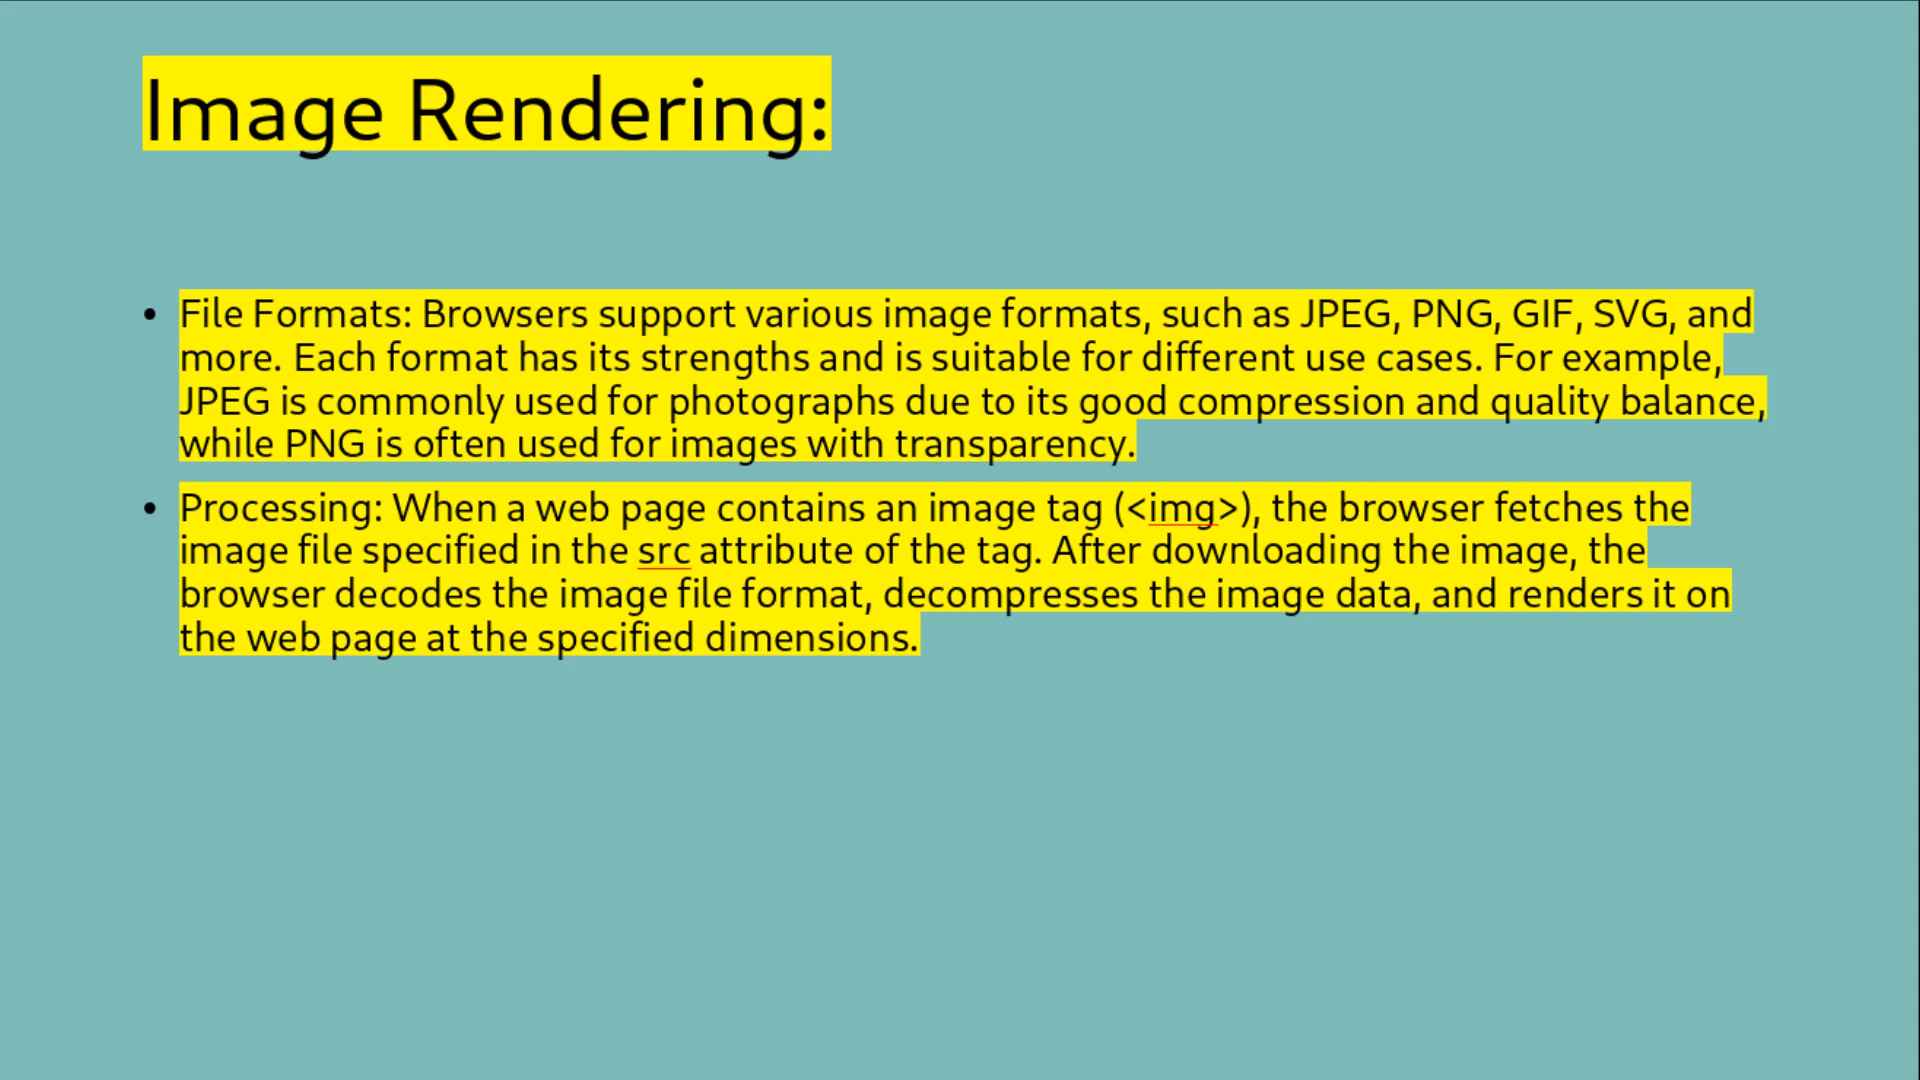 Image Rendering:
• File Formats: Browsers support various image formats, such as JPEG, PNG, GIF, SVG, and
more. Each format has its strengths and is suitable for different use cases. For example,
JPEG is commonly used for photographs due to its good compression and quality balance,
while PNG is often used for images with transparency.
• Processing: When a web page contains an image tag (<img>), the browser fetches the
image file specified in the src attribute of the tag. After downloading the image, the
browser decodes the image file format, decompresses the image data, and renders it on
the web page at the specified dimensions.